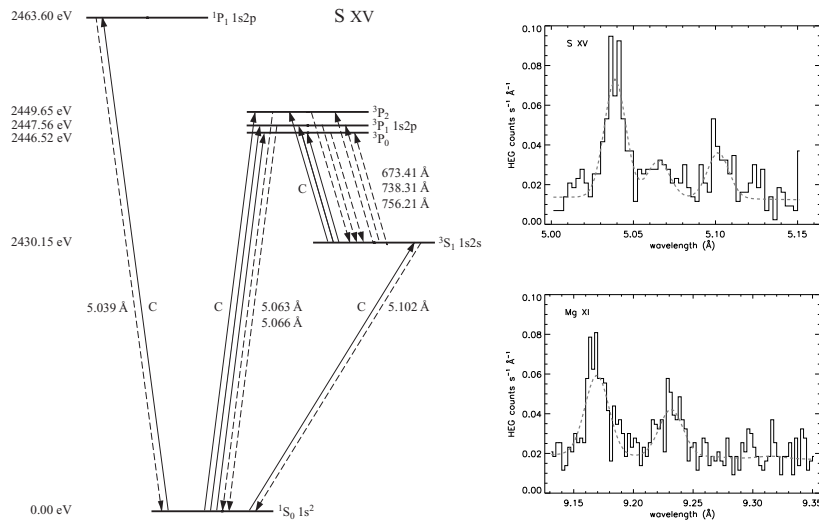 S XV
2463.60 eV
¹P₁ 1s2p
2449.65 eV
³P₂
2447.56 eV
³P₁ 1s2p
2446.52 eV
³P₀
C
673.41 Å
738.31 Å
756.21 Å
2430.15 eV
³S₁ 1s2s
5.039 Å
C
C
5.063 Å
5.066 Å
C
5.102 Å
0.00 eV
¹S₀ 1s²
S XV
HEG counts s⁻¹ Å⁻¹
0.10
0.08
0.06
0.04
0.02
0.00
5.00
5.05
5.10
5.15
wavelength (Å)
Mg XI
HEG counts s⁻¹ Å⁻¹
0.10
0.08
0.06
0.04
0.02
0.00
9.15
9.20
9.25
9.30
9.35
wavelength (Å)